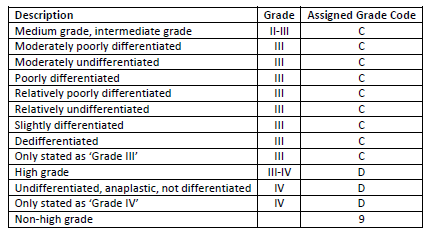 Description Grade Assigned Grade Code
Medium grade, intermediate grade II-III C
Moderately poorly differentiated III C
Moderately undifferentiated III C
Poorly differentiated III C
Relatively poorly differentiated III C
Relatively undifferentiated III C
Slightly differentiated III C
Dedifferentiated III C
Only stated as ‘Grade III’ III C
High grade III-IV D
Undifferentiated, anaplastic, not differentiated IV D
Only stated as ‘Grade IV’ IV D
Non-high grade 9